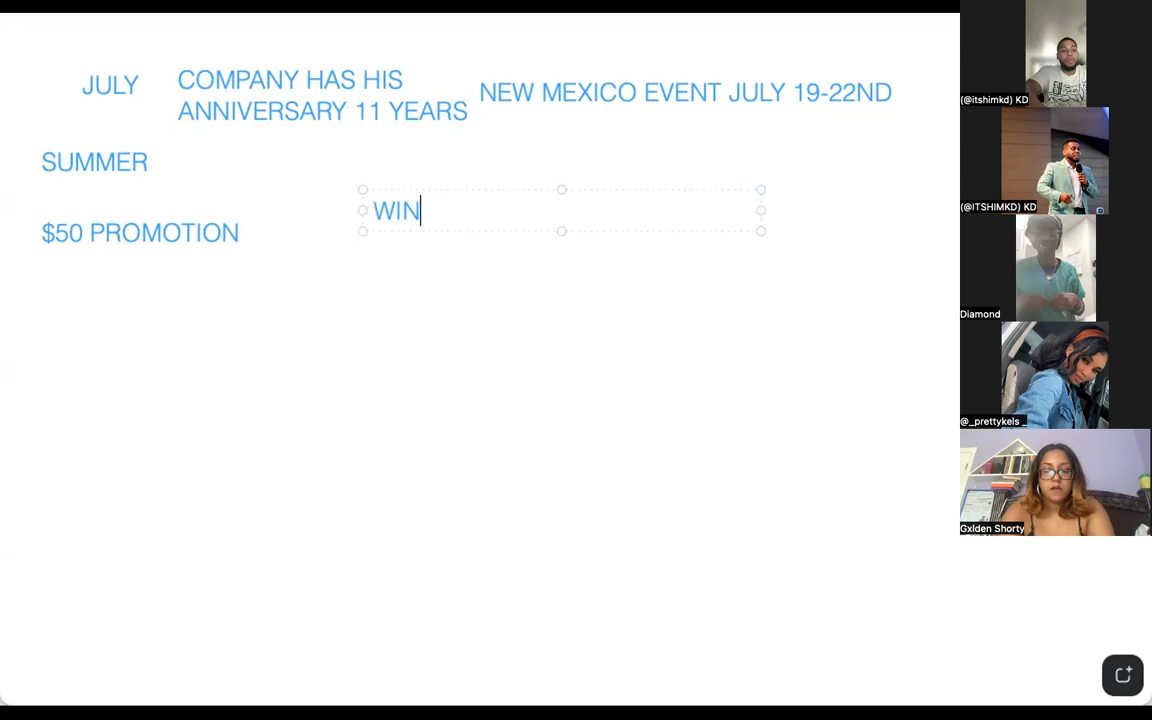 JULY
COMPANY HAS HIS
ANNIVERSARY 11 YEARS
NEW MEXICO EVENT JULY 19-22ND
SUMMER
WIN
$50 PROMOTION
(@itshimkd) KD
(@ITSHIMKD) KD
Diamond
@_prettykels_
Gxlden Shorty